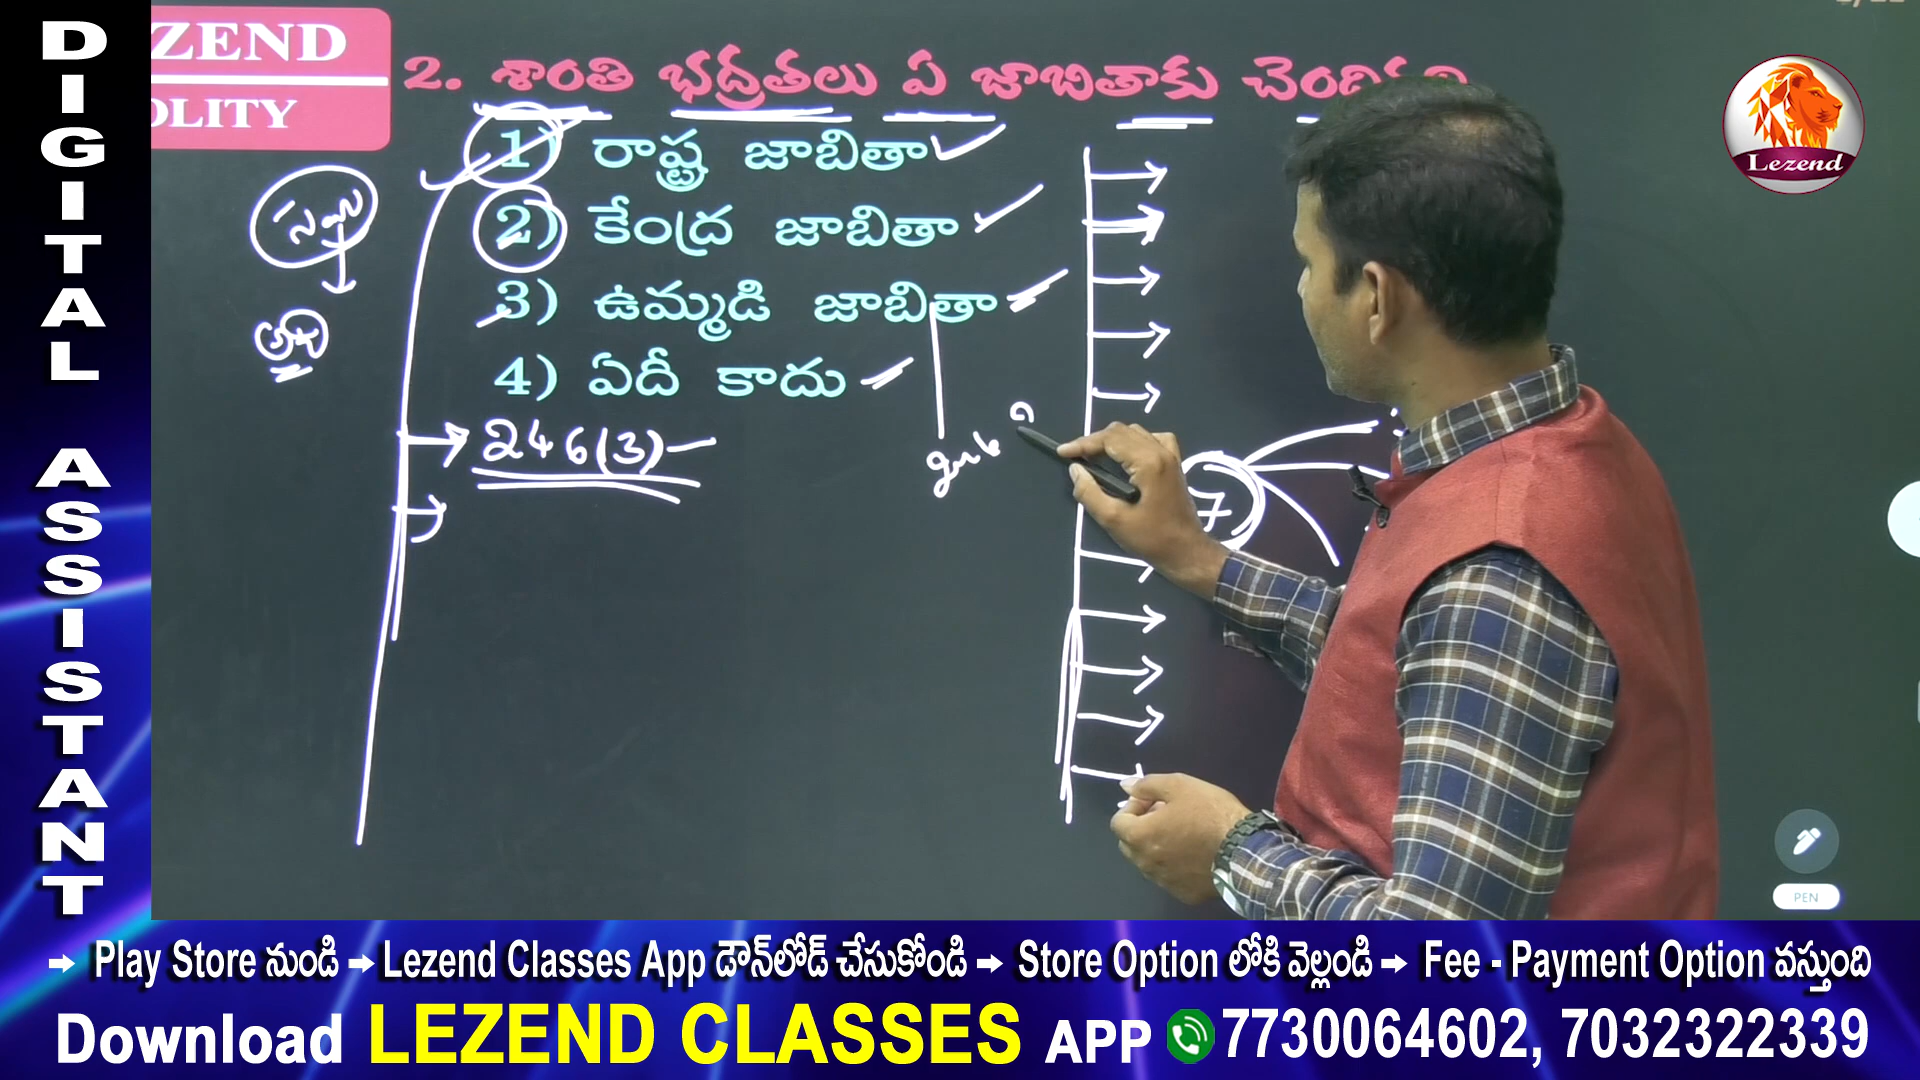 DIGITAL ASSISTANT
ZEND
OLITY
2. శాంతి భద్రతలు ఏ జాబితాకు
1) రాష్ట్ర జాబితా
2) కేంద్ర జాబితా
3) ఉమ్మడి జాబితా
4) ఏదీ కాదు
246(3)
7
Lezend
PEN
→ Play Store నుండి → Lezend Classes App డౌన్‌లోడ్ చేసుకోండి → Store Option లోకి వెల్లండి → Fee - Payment Option వస్తుంది
Download LEZEND CLASSES APP 7730064602, 7032322339